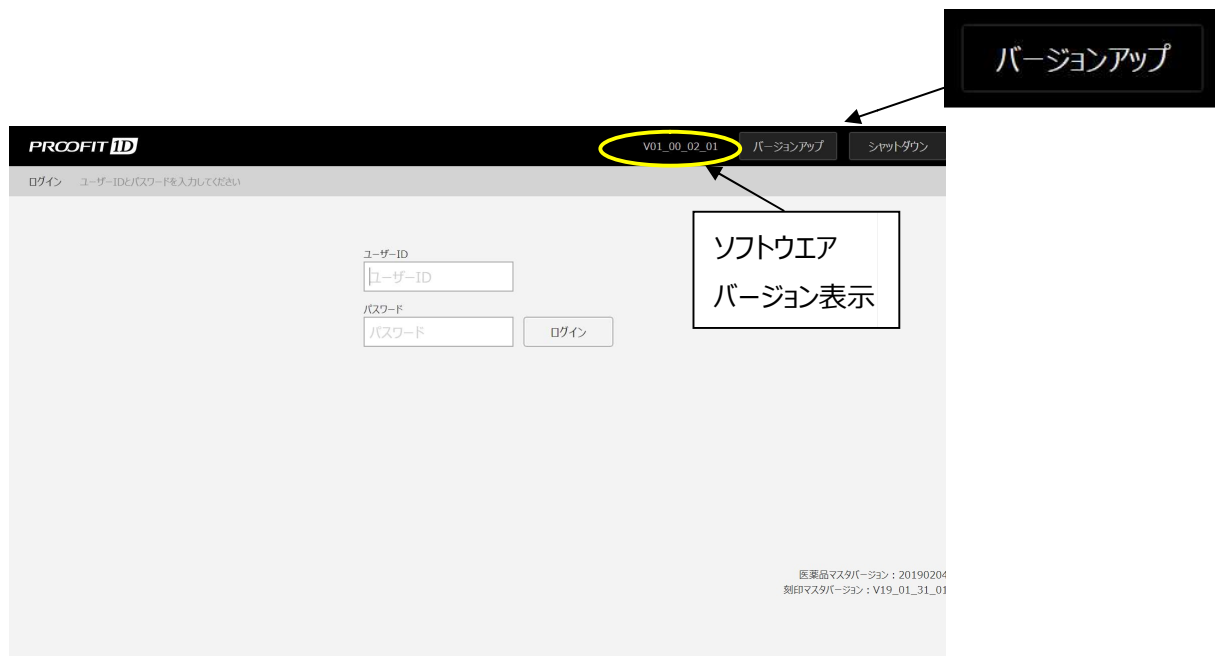 バージョンアップ
PROOFIT 1D
V01_00_02_01
バージョンアップ
シャットダウン
ログイン
ユーザーIDとパスワードを入力してください
ソフトウエア
バージョン表示
ユーザーID
ユーザーID
パスワード
パスワード
ログイン
医薬品マスタバージョン : 20190204
刻印マスタバージョン : V19_01_31_01